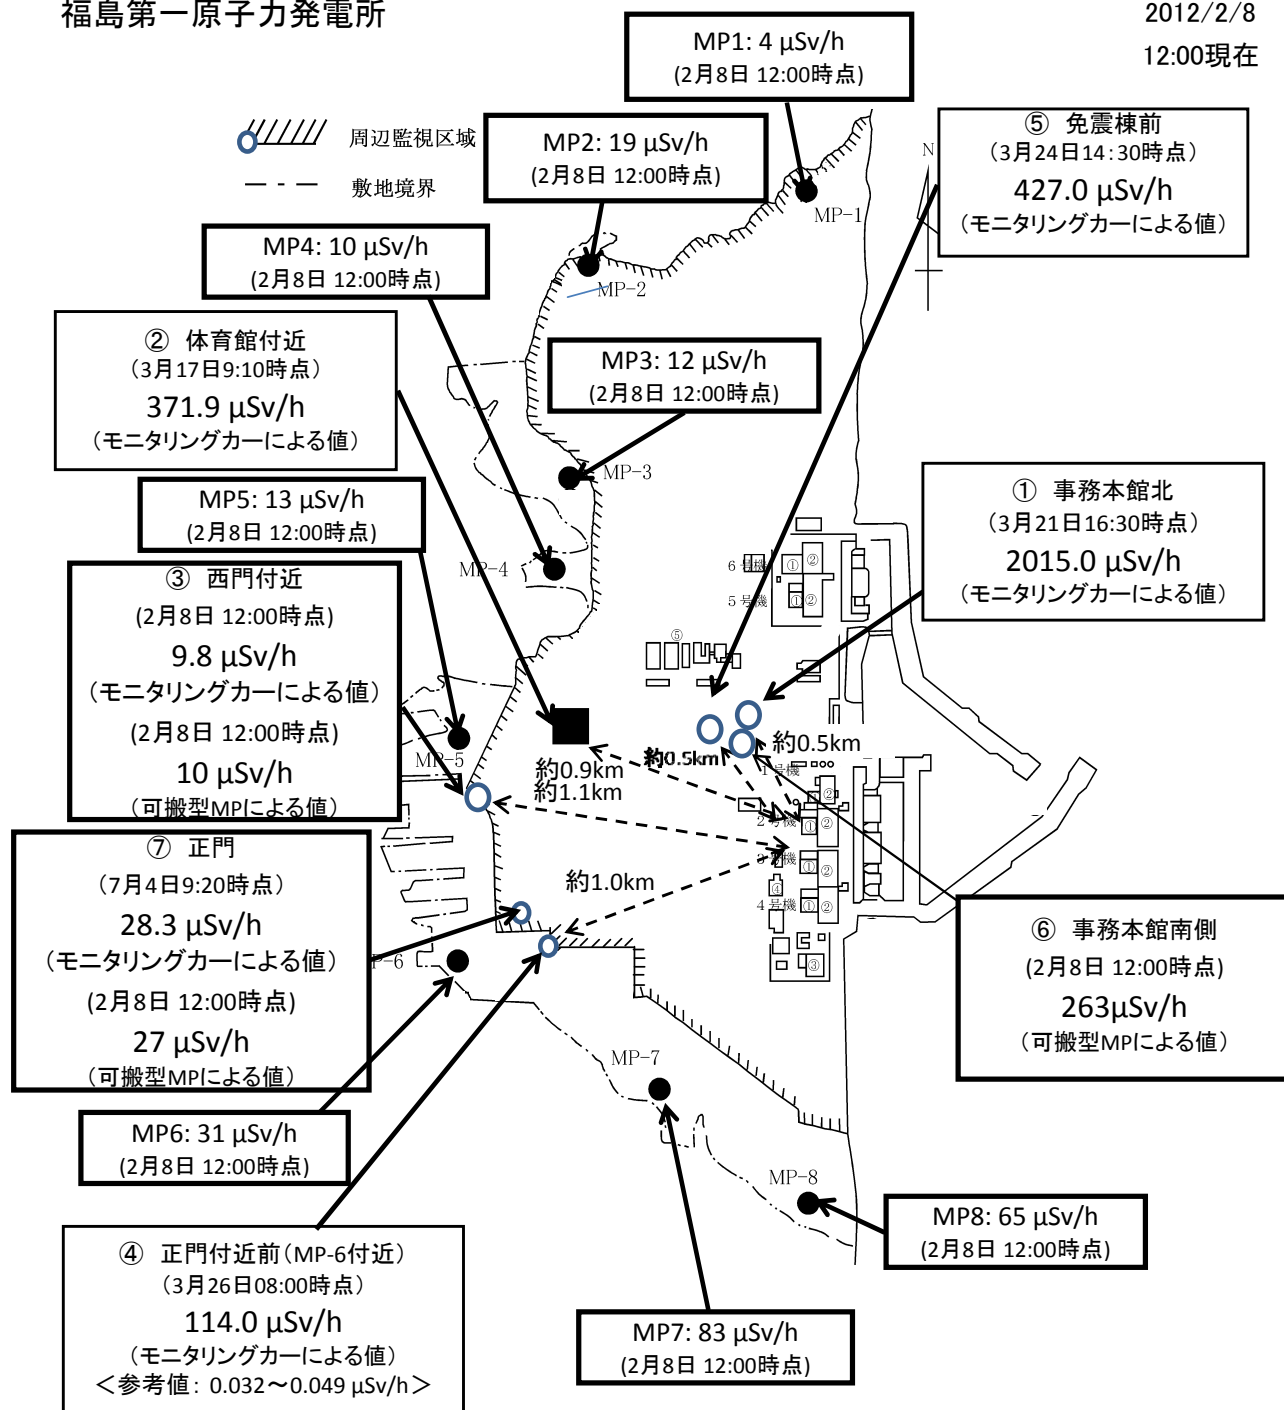 福島第一原子力発電所
2012/2/8
12:00現在
周辺監視区域
敷地境界
N
MP1: 4 μSv/h
(2月8日 12:00時点)
MP2: 19 μSv/h
(2月8日 12:00時点)
⑤ 免震棟前
(3月24日14:30時点)
427.0 μSv/h
(モニタリングカーによる値)
MP4: 10 μSv/h
(2月8日 12:00時点)
MP-1
MP-2
② 体育館付近
(3月17日9:10時点)
371.9 μSv/h
(モニタリングカーによる値)
MP3: 12 μSv/h
(2月8日 12:00時点)
MP-3
MP5: 13 μSv/h
(2月8日 12:00時点)
① 事務本館北
(3月21日16:30時点)
2015.0 μSv/h
(モニタリングカーによる値)
MP-4
6号機
① ②
5号機
① ②
⑤
③ 西門付近
(2月8日 12:00時点)
9.8 μSv/h
(モニタリングカーによる値)
(2月8日 12:00時点)
10 μSv/h
(可搬型MPによる値)
MP-5
約0.9km
約1.1km
約0.5km
約0.5km
1号機
②
2号機
① ②
3号機
① ②
④
4号機
① ②
③
約1.0km
⑦ 正門
(7月4日9:20時点)
28.3 μSv/h
(モニタリングカーによる値)
(2月8日 12:00時点)
27 μSv/h
(可搬型MPによる値)
P-6
⑥ 事務本館南側
(2月8日 12:00時点)
263μSv/h
(可搬型MPによる値)
MP-7
MP6: 31 μSv/h
(2月8日 12:00時点)
MP-8
④ 正門付近前(MP-6付近)
(3月26日08:00時点)
114.0 μSv/h
(モニタリングカーによる値)
<参考値: 0.032~0.049 μSv/h>
MP8: 65 μSv/h
(2月8日 12:00時点)
MP7: 83 μSv/h
(2月8日 12:00時点)